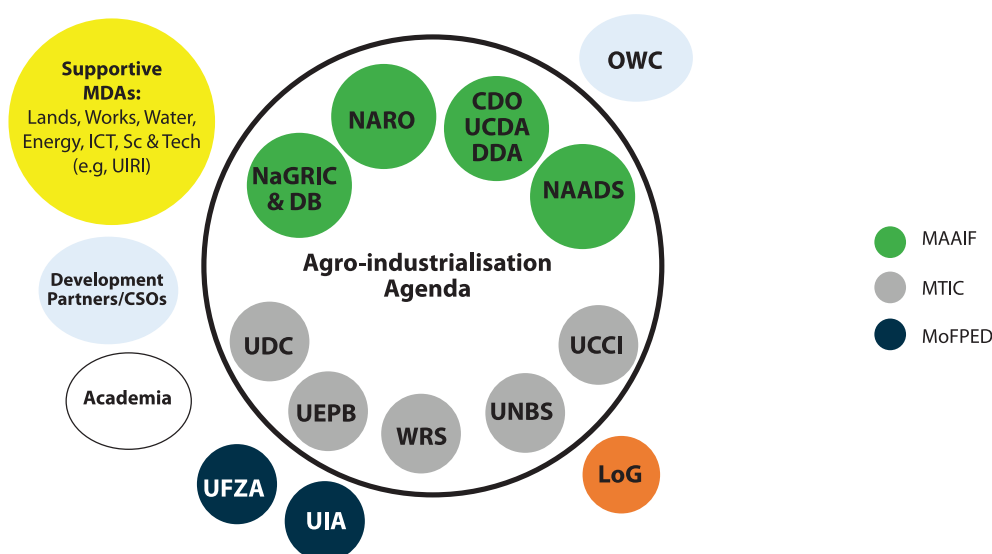 Supportive
MDAs:
Lands, Works, Water,
Energy, ICT, Sc & Tech
(e.g, UIRI)
OWC
NARO
CDO
UCDA
DDA
NaGRIC
& DB
NAADS
Agro-industrialisation
Agenda
Development
Partners/CSOs
Academia
UDC
UCCI
UEPB
WRS
UNBS
UFZA
UIA
LoG
MAAIF
MTIC
MoFPED